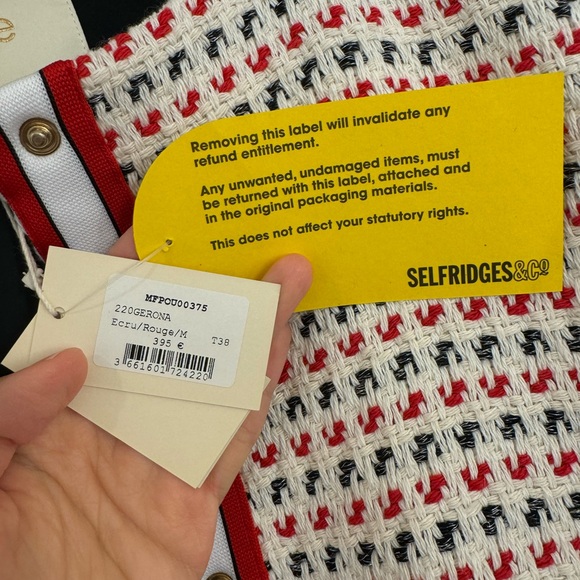 e
Removing this label will invalidate any
refund entitlement.
Any unwanted, undamaged items, must
be returned with this label, attached and
in the original packaging materials.
This does not affect your statutory rights.
SELFRIDGES&Co
MFPCU00375
220GERONA
Ecru/Rouge/M T38
395 €
3 661601 724220